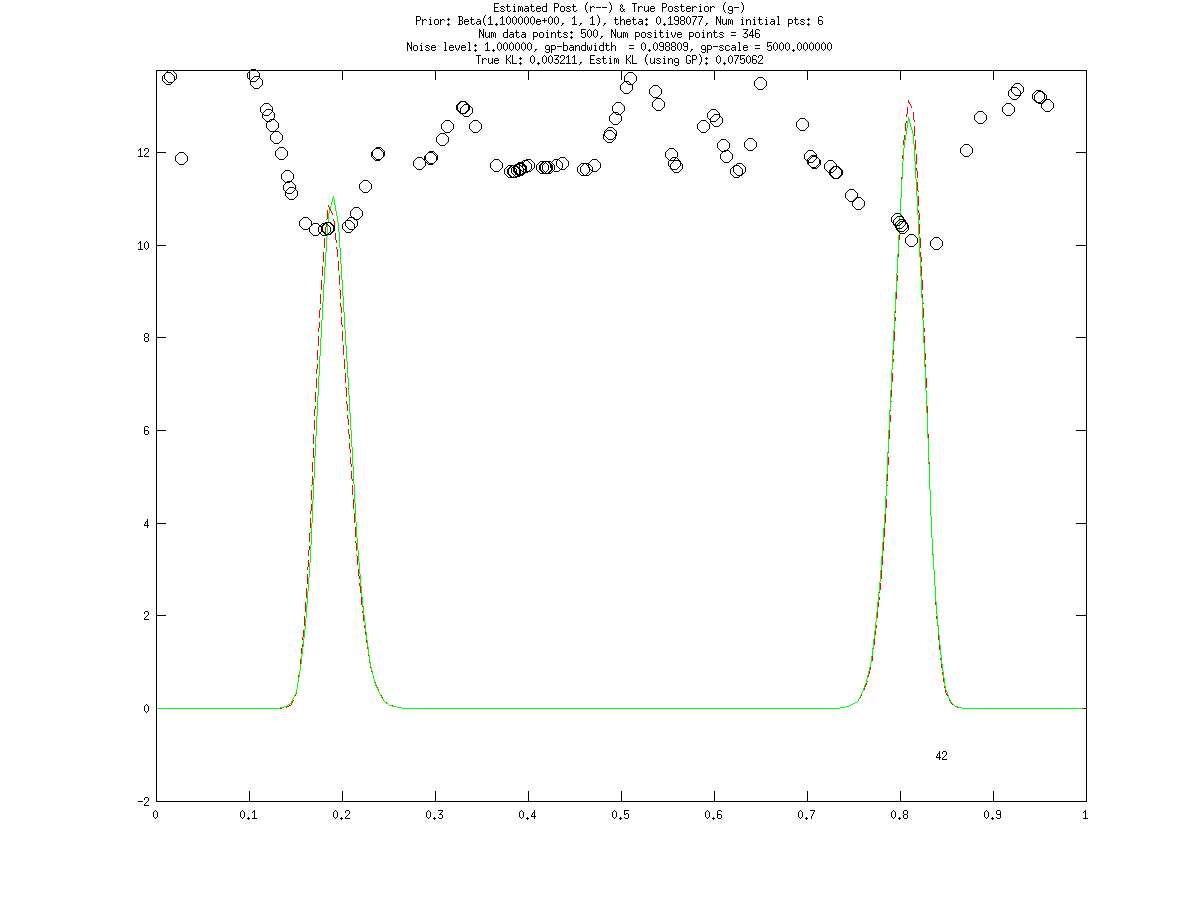 Estimated Post (r--) & True Posterior (g-)
Prior: Beta(1.100000e+00, 1, 1), theta: 0.198077, Num initial pts: 6
Num data points: 500, Num positive points = 346
Noise level: 1.000000, gp-bandwidth = 0.098809, gp-scale = 5000.000000
True KL: 0.003211, Estim KL (using GP): 0.075062
12
10
8
6
4
2
0
42
-2
0 0.1 0.2 0.3 0.4 0.5 0.6 0.7 0.8 0.9 1